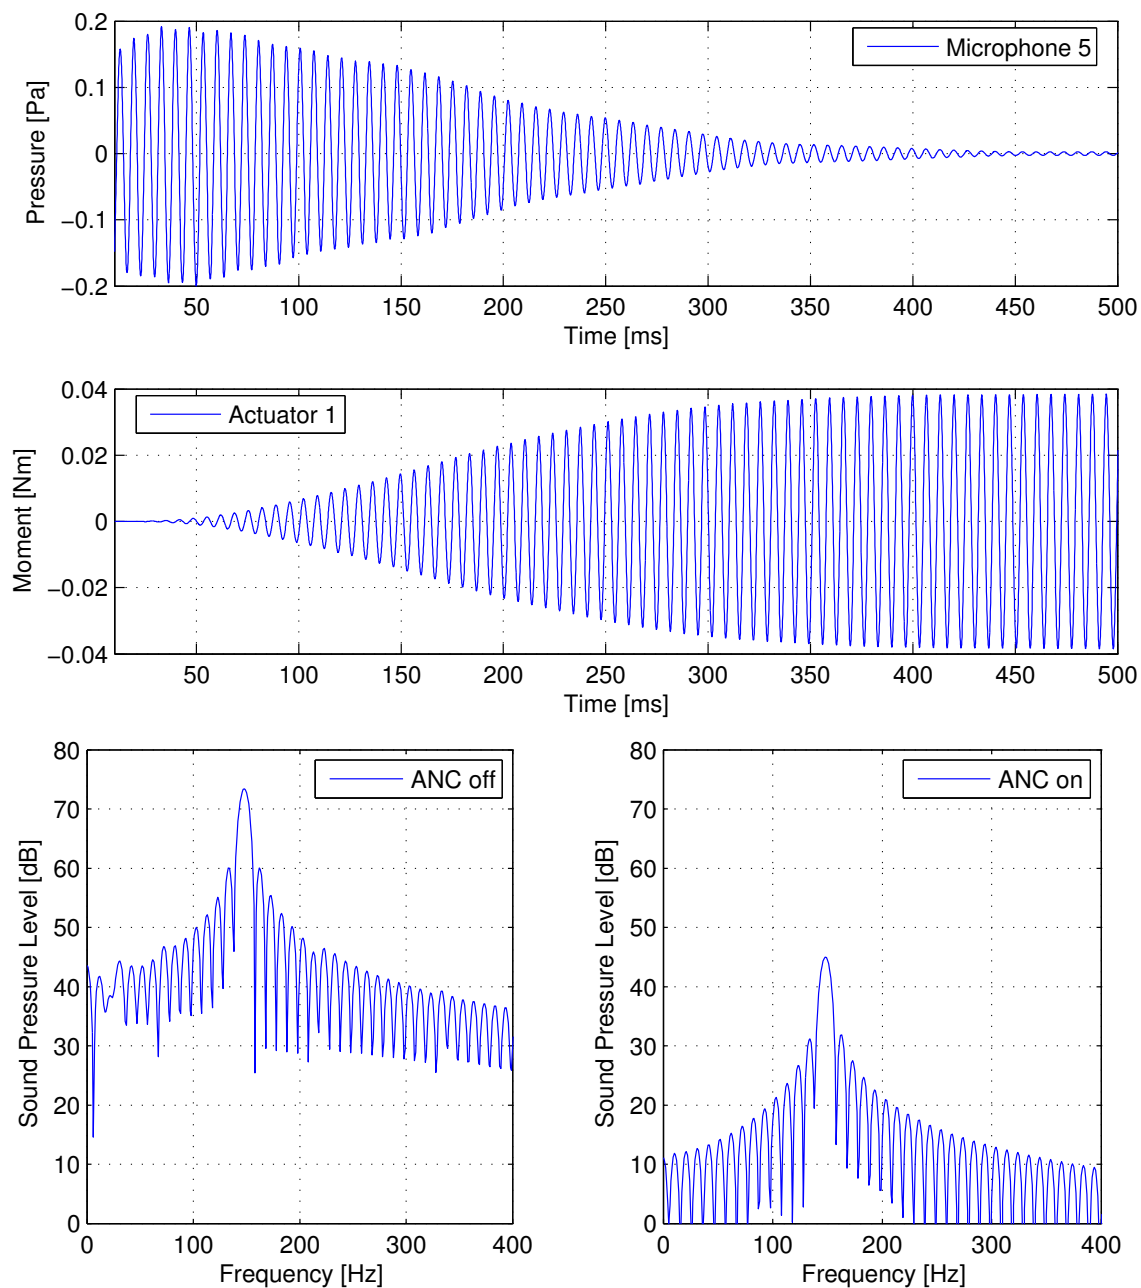 0.2
0.1
0
−0.1
−0.2
Pressure [Pa]
Microphone 5
50 100 150 200 250 300 350 400 450 500
Time [ms]
0.04
0.02
0
−0.02
−0.04
Moment [Nm]
Actuator 1
50 100 150 200 250 300 350 400 450 500
Time [ms]
80
70
60
50
40
30
20
10
0
Sound Pressure Level [dB]
ANC off
0 100 200 300 400
Frequency [Hz]
80
70
60
50
40
30
20
10
0
Sound Pressure Level [dB]
ANC on
0 100 200 300 400
Frequency [Hz]